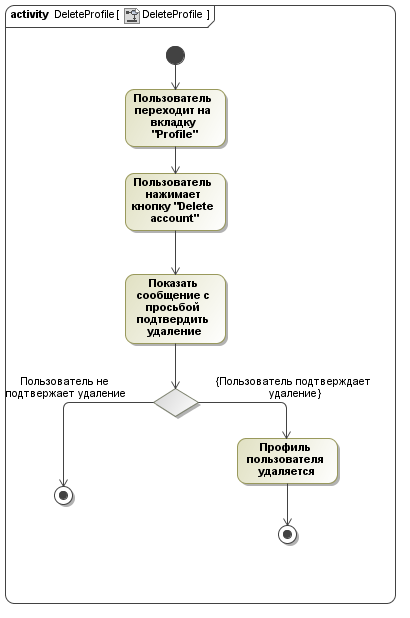 activity DeleteProfile [ DeleteProfile ]
Пользователь
переходит на
вкладку
"Profile"
Пользователь
нажимает
кнопку "Delete
account"
Показать
сообщение с
просьбой
подтвердить
удаление
Пользователь не
подтвержает удаление
{Пользователь подтверждает
удаление}
Профиль
пользователя
удаляется